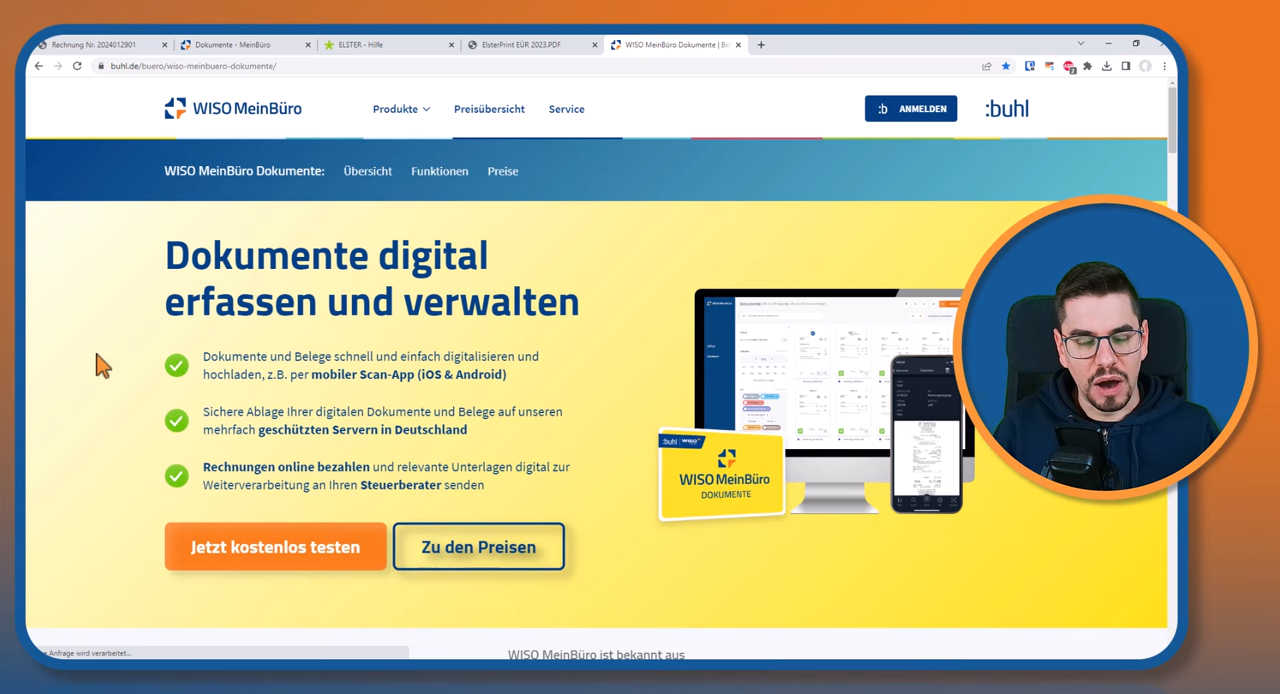 Rechnung Nr. 2024012901
Dokumente - MeinBüro
ELSTER - Hilfe
ElsterPrint EÜR 2023.PDF
WISO MeinBüro Dokumente | Be
buhl.de/buero/wiso-meinbuero-dokumente/
WISO MeinBüro
Produkte
Preisübersicht
Service
:b ANMELDEN
:buhl
WISO MeinBüro Dokumente:
Übersicht
Funktionen
Preise
Dokumente digital
erfassen und verwalten
Dokumente und Belege schnell und einfach digitalisieren und
hochladen, z.B. per mobiler Scan-App (iOS & Android)
Sichere Ablage Ihrer digitalen Dokumente und Belege auf unseren
mehrfach geschützten Servern in Deutschland
Rechnungen online bezahlen und relevante Unterlagen digital zur
Weiterverarbeitung an Ihren Steuerberater senden
:buhl WISO
WISO MeinBüro
DOKUMENTE
Jetzt kostenlos testen
Zu den Preisen
Anfrage wird verarbeitet...
WISO MeinBüro ist bekannt aus